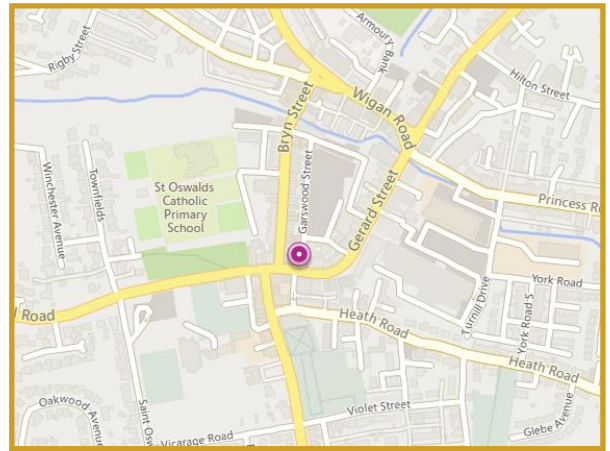 Rigby Street
Armoury
Bank
Hilton Street
Wigan Road
Bryn Street
Garswood Street
Gerard Street
St Oswalds
Catholic
Primary
School
Winchester Avenue
Townfields
Princess R
York Road
Turnill Drive
York Road S
l Road
Heath Road
Heath Road
Oakwood Avenue
Saint Osw
Violet Street
Vicarage Road
Glebe Avenue